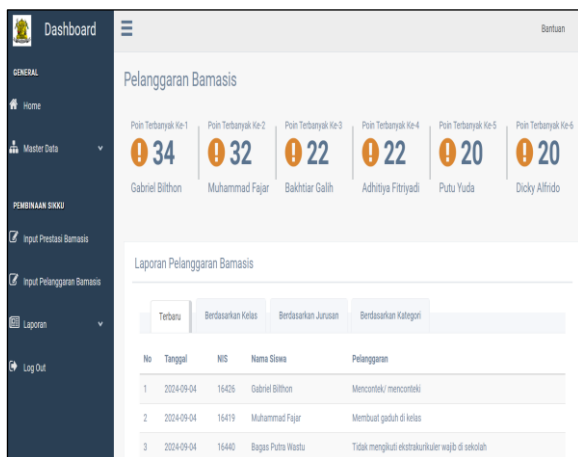 Dashboard
Bantuan
GENERAL
Home
Master Data
PEMBINAAN SIKKU
Input Prestasi Bamasis
Input Pelanggaran Bamasis
Laporan
Log Out
Pelanggaran Bamasis
Poin Terbanyak Ke-1
34
Gabriel Bilthon
Poin Terbanyak Ke-2
32
Muhammad Fajar
Poin Terbanyak Ke-3
22
Bakhtiar Galih
Poin Terbanyak Ke-4
22
Adhitiya Fitriyadi
Poin Terbanyak Ke-5
20
Putu Yuda
Poin Terbanyak Ke-6
20
Dicky Alfrido
Laporan Pelanggaran Bamasis
Terbaru Berdasarkan Kelas Berdasarkan Jurusan Berdasarkan Kategori
No Tanggal NIS Nama Siswa Pelanggaran
1 2024-09-04 16426 Gabriel Bilthon Mencontek/ menconteki
2 2024-09-04 16419 Muhammad Fajar Membuat gaduh di kelas
3 2024-09-04 16440 Bagas Putra Wastu Tidak mengikuti ekstrakurikuler wajib di sekolah